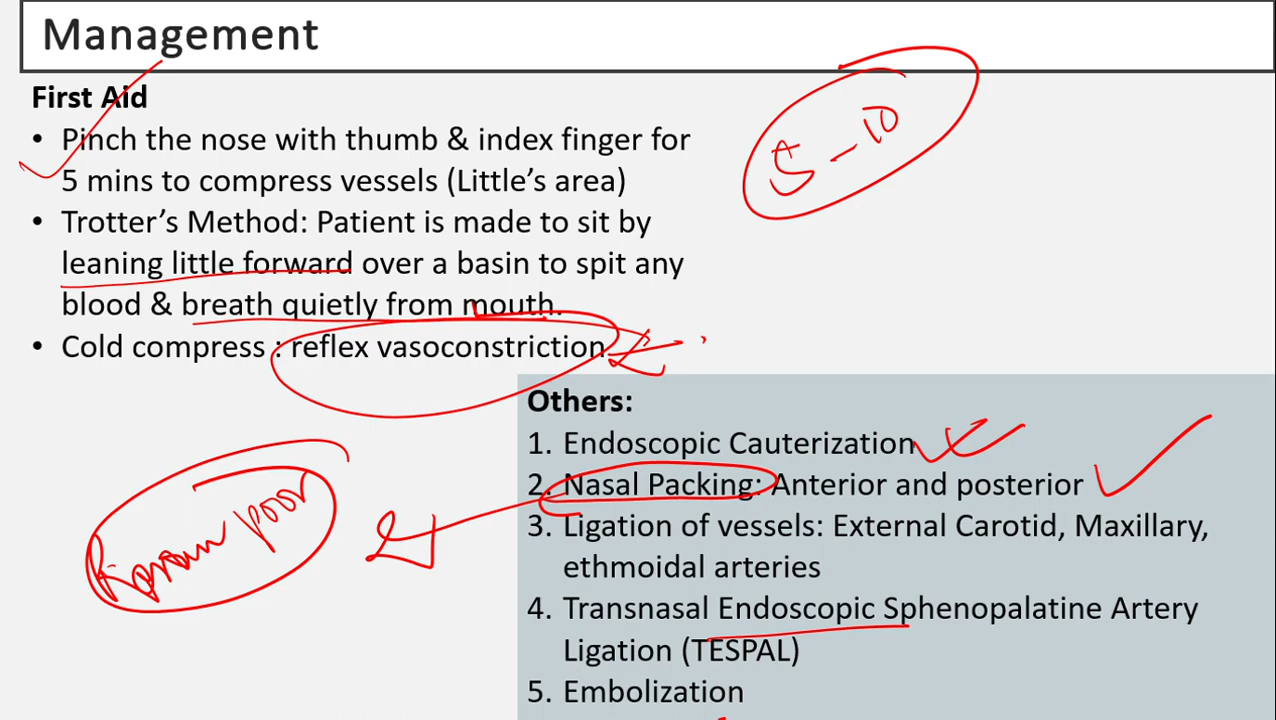 Management
First Aid
• Pinch the nose with thumb & index finger for
5 mins to compress vessels (Little’s area)
• Trotter’s Method: Patient is made to sit by
leaning little forward over a basin to spit any
blood & breath quietly from mouth.
• Cold compress : reflex vasoconstriction
5-10
Others:
1. Endoscopic Cauterization
2. Nasal Packing: Anterior and posterior
3. Ligation of vessels: External Carotid, Maxillary,
ethmoidal arteries
4. Transnasal Endoscopic Sphenopalatine Artery
Ligation (TESPAL)
5. Embolization